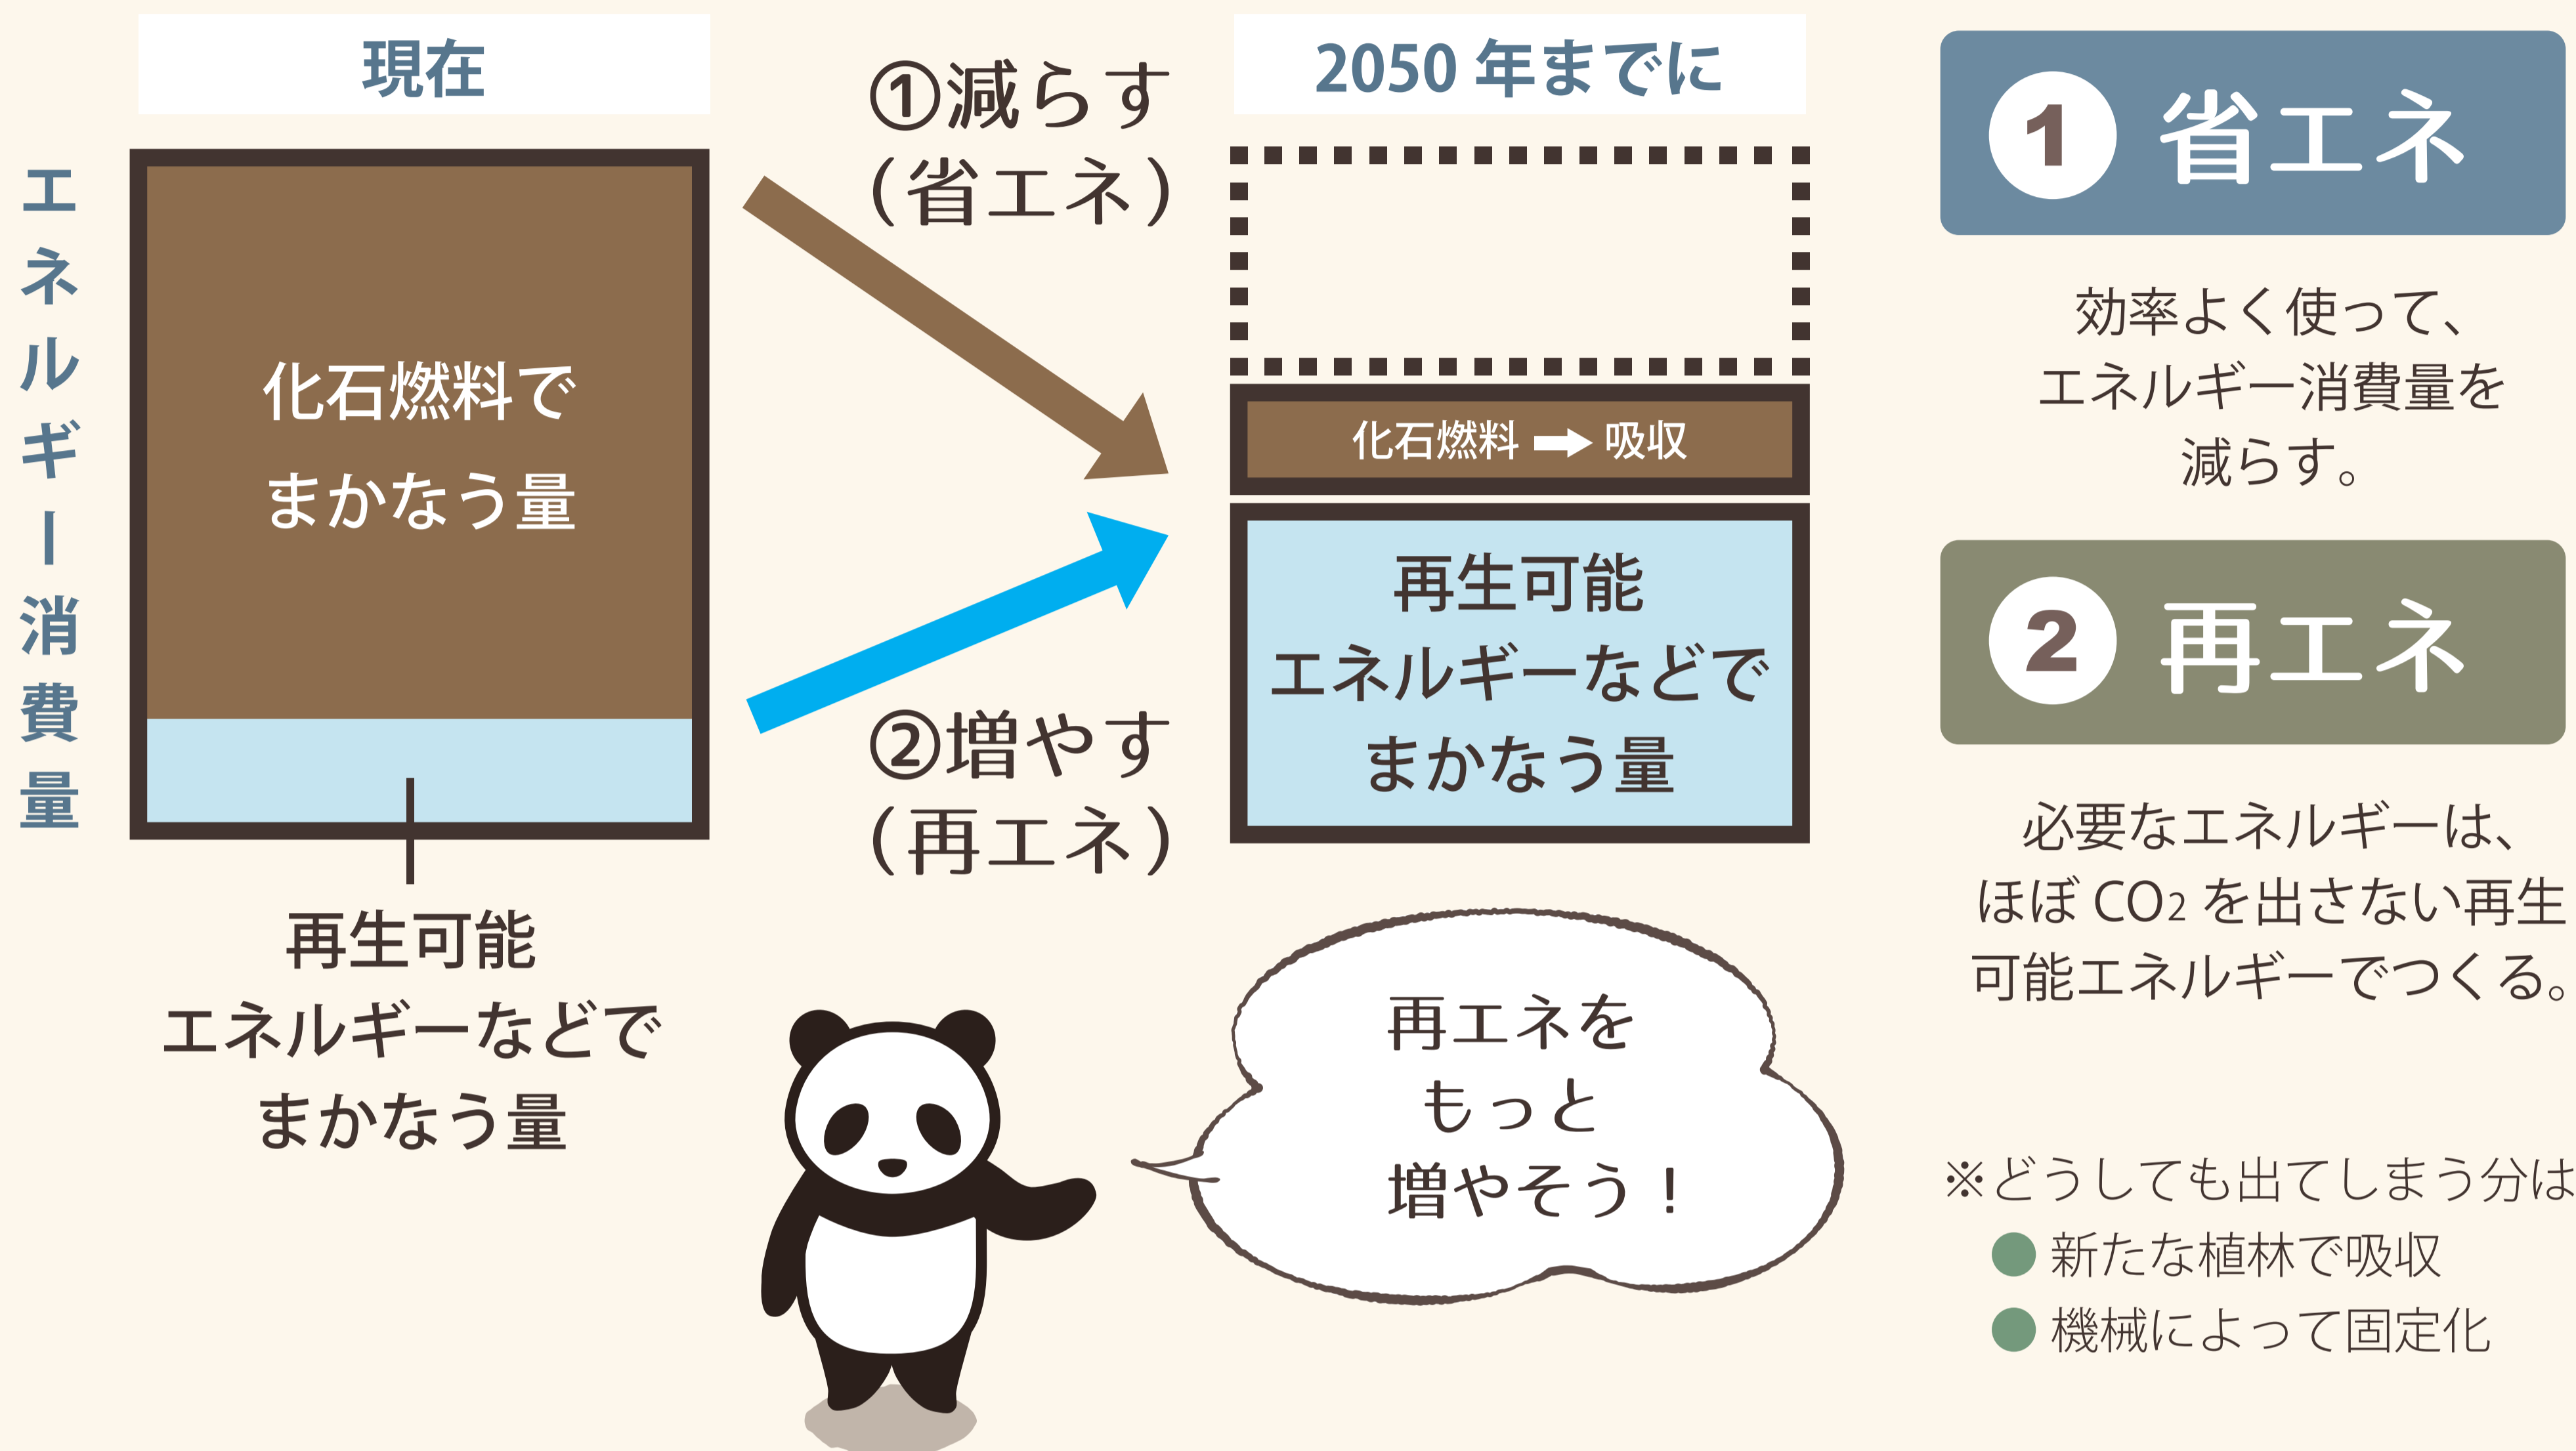 エネルギー消費量
現在
化石燃料で
まかなう量
再生可能
エネルギーなどで
まかなう量
①減らす
（省エネ）
②増やす
（再エネ）
2050 年までに
化石燃料 ➡ 吸収
再生可能
エネルギーなどで
まかなう量
再エネを
もっと
増やそう！
1 省エネ
効率よく使って、
エネルギー消費量を
減らす。
2 再エネ
必要なエネルギーは、
ほぼ CO₂ を出さない再生
可能エネルギーでつくる。
※どうしても出てしまう分は
● 新たな植林で吸収
● 機械によって固定化